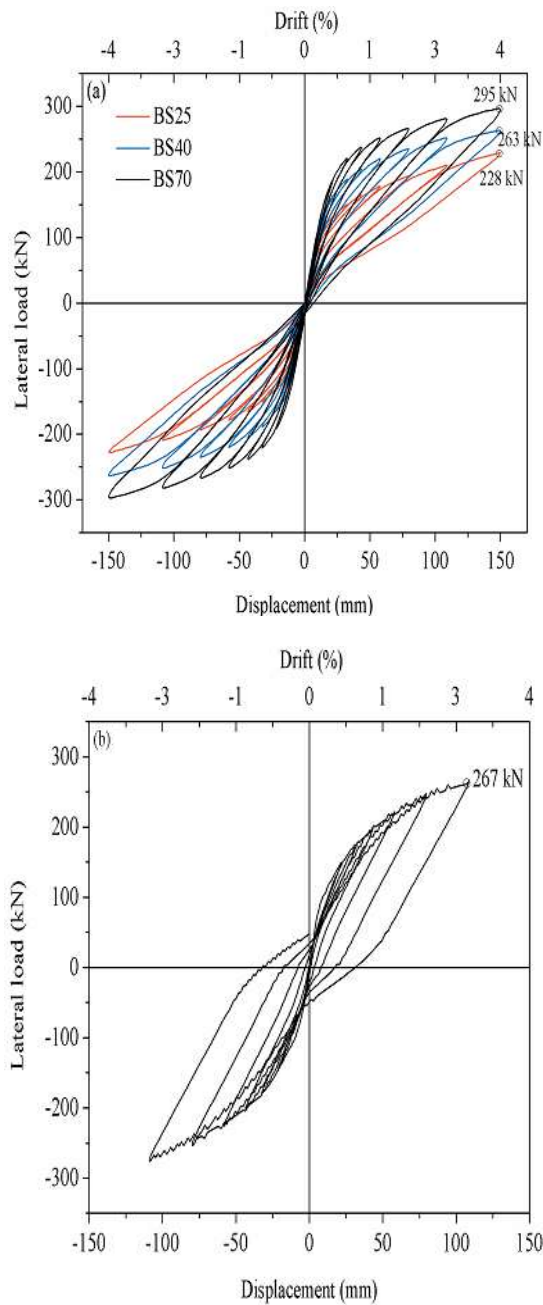 Drift (%)
-4 -3 -1 0 1 2 3 4
(a)
BS25
BS40
BS70
295 kN
263 kN
228 kN
300
200
100
0
-100
-200
-300
Lateral load (kN)
-150 -100 -50 0 50 100 150
Displacement (mm)
Drift (%)
-4 -3 -1 0 1 2 3 4
(b)
267 kN
300
200
100
0
-100
-200
-300
Lateral load (kN)
-150 -100 -50 0 50 100 150
Displacement (mm)